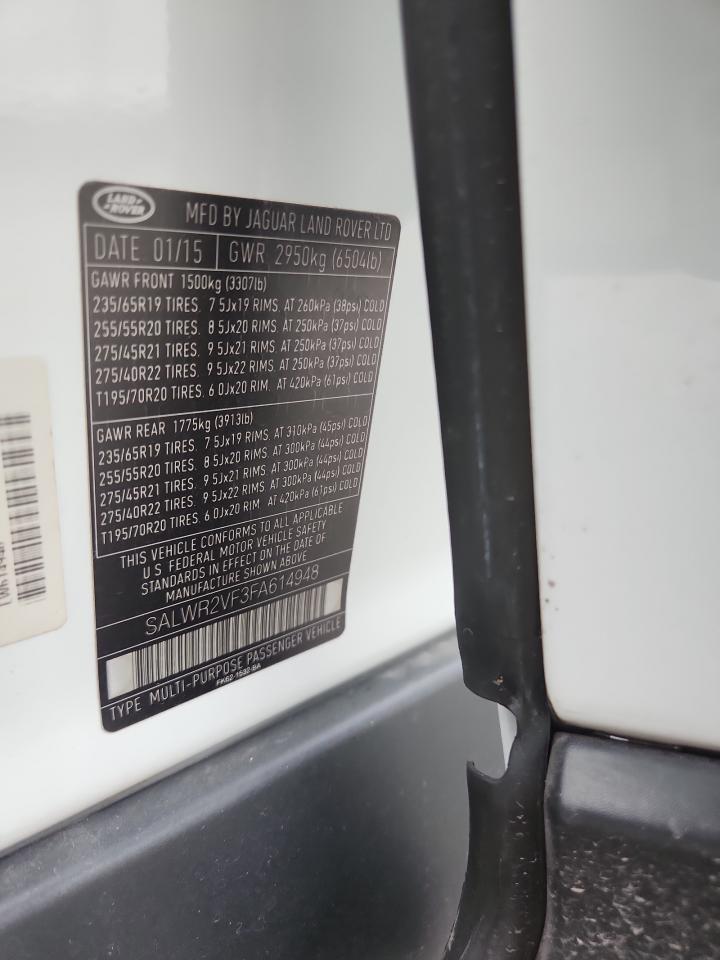 LAND ROVER
MFD BY JAGUAR LAND ROVER LTD
DATE 01/15 GWR 2950kg (6504lb)
GAWR FRONT 1500kg (3307lb)
235/65R19 TIRES. 7 5Jx19 RIMS. AT 260kPa (38psi) COLD
255/55R20 TIRES. 8 5Jx20 RIMS. AT 250kPa (37psi) COLD
275/45R21 TIRES. 9 5Jx21 RIMS. AT 250kPa (37psi) COLD
275/40R22 TIRES. 9 5Jx22 RIMS. AT 250kPa (37psi) COLD
T195/70R20 TIRES. 6 0Jx20 RIM. AT 420kPa (61psi) COLD
GAWR REAR 1775kg (3913lb)
235/65R19 TIRES. 7 5Jx19 RIMS. AT 310kPa (45psi) COLD
255/55R20 TIRES. 8 5Jx20 RIMS. AT 300kPa (44psi) COLD
275/45R21 TIRES. 9 5Jx21 RIMS. AT 300kPa (44psi) COLD
275/40R22 TIRES. 9 5Jx22 RIMS. AT 300kPa (44psi) COLD
T195/70R20 TIRES. 6 0Jx20 RIM. AT 420kPa (61psi) COLD
THIS VEHICLE CONFORMS TO ALL APPLICABLE
U S FEDERAL MOTOR VEHICLE SAFETY
STANDARDS IN EFFECT ON THE DATE OF
MANUFACTURE SHOWN ABOVE
SALWR2VF3FA614948
TYPE MULTI-PURPOSE PASSENGER VEHICLE
FK62-1532-BA